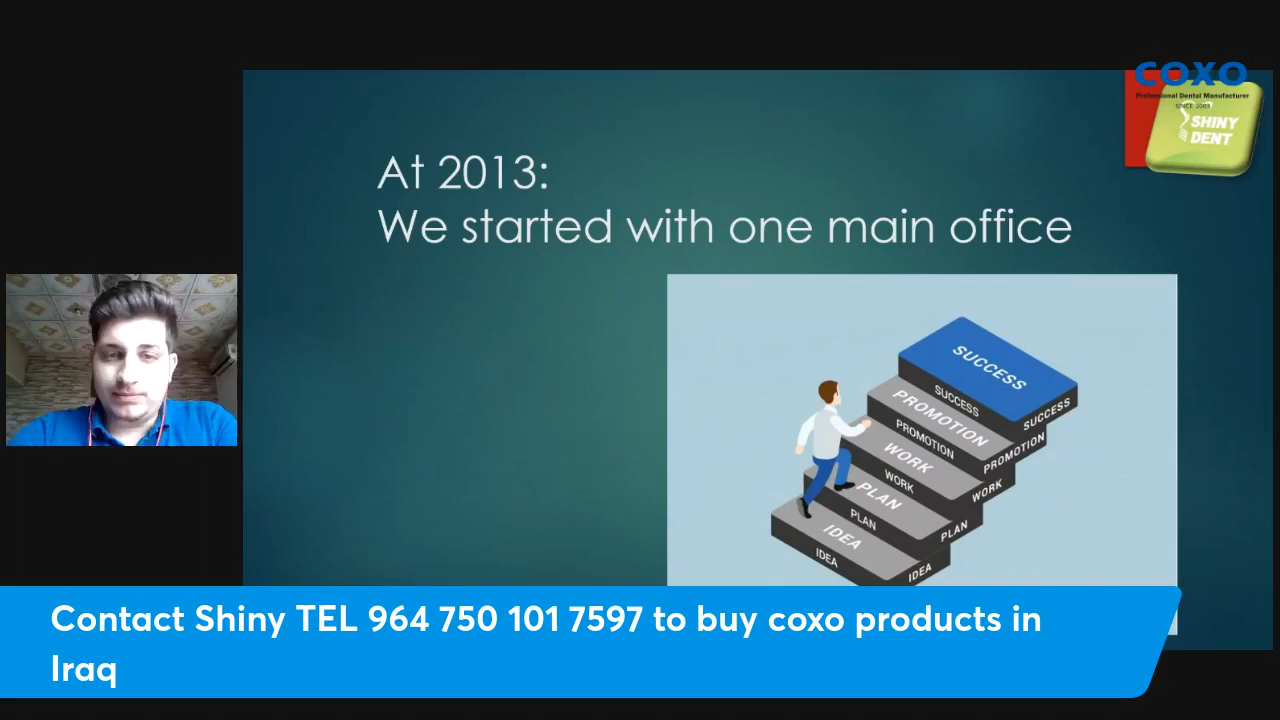 COXO
Professional Dental Manufacturer
SINCE 2003
SHINY
DENT
At 2013:
We started with one main office
SUCCESS
SUCCESS
SUCCESS
PROMOTION
PROMOTION
PROMOTION
WORK
WORK
WORK
PLAN
PLAN
PLAN
IDEA
IDEA
IDEA
Contact Shiny TEL 964 750 101 7597 to buy coxo products in
Iraq